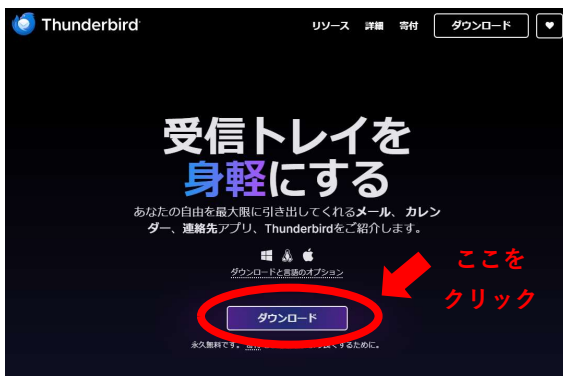 Thunderbird
リソース 詳細 寄付 ダウンロード
受信トレイを
身軽にする
あなたの自由を最大限に引き出してくれるメール、カレン
ダー、連絡先アプリ、Thunderbirdをご紹介します。
ダウンロードと言語のオプション
ここを
クリック
ダウンロード
永久無料です。するために。